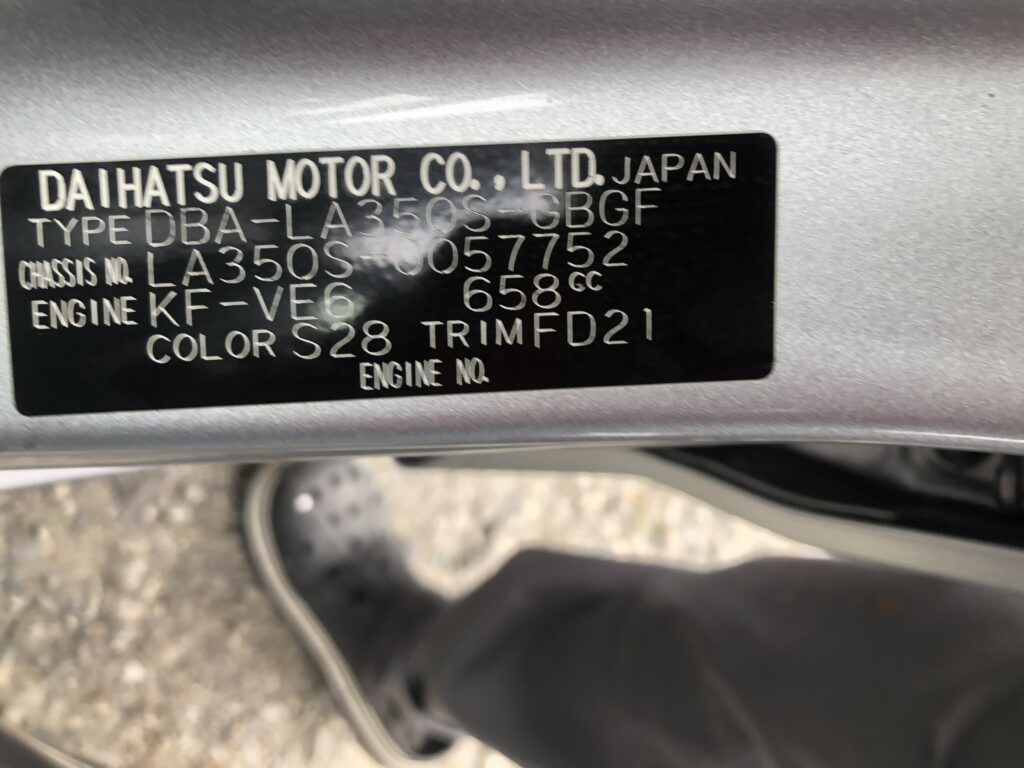 DAIHATSU MOTOR CO., LTD. JAPAN
TYPE DBA-LA350S-GBGF
CHASSIS NO. LA350S-0057752
ENGINE KF-VE6 658CC
COLOR S28 TRIM FD21
ENGINE NO.